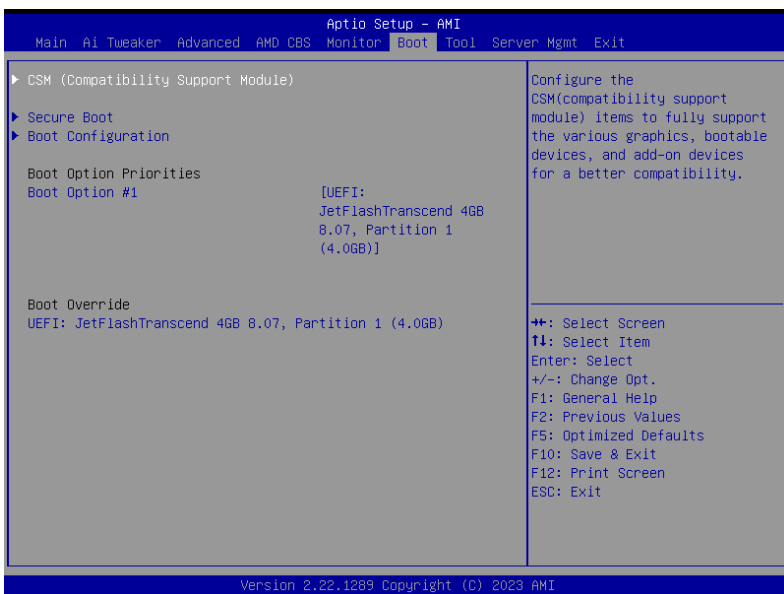 Aptio Setup – AMI
Main Ai Tweaker Advanced AMD CBS Monitor Boot Tool Server Mgmt Exit
CSM (Compatibility Support Module)
Secure Boot
Boot Configuration
Boot Option Priorities
Boot Option #1 [UEFI:
JetFlashTranscend 4GB
8.07, Partition 1
(4.0GB)]
Boot Override
UEFI: JetFlashTranscend 4GB 8.07, Partition 1 (4.0GB)
Configure the
CSM(compatibility support
module) items to fully support
the various graphics, bootable
devices, and add-on devices
for a better compatibility.
→←: Select Screen
↑↓: Select Item
Enter: Select
+/-: Change Opt.
F1: General Help
F2: Previous Values
F5: Optimized Defaults
F10: Save & Exit
F12: Print Screen
ESC: Exit
Version 2.22.1289 Copyright (C) 2023 AMI